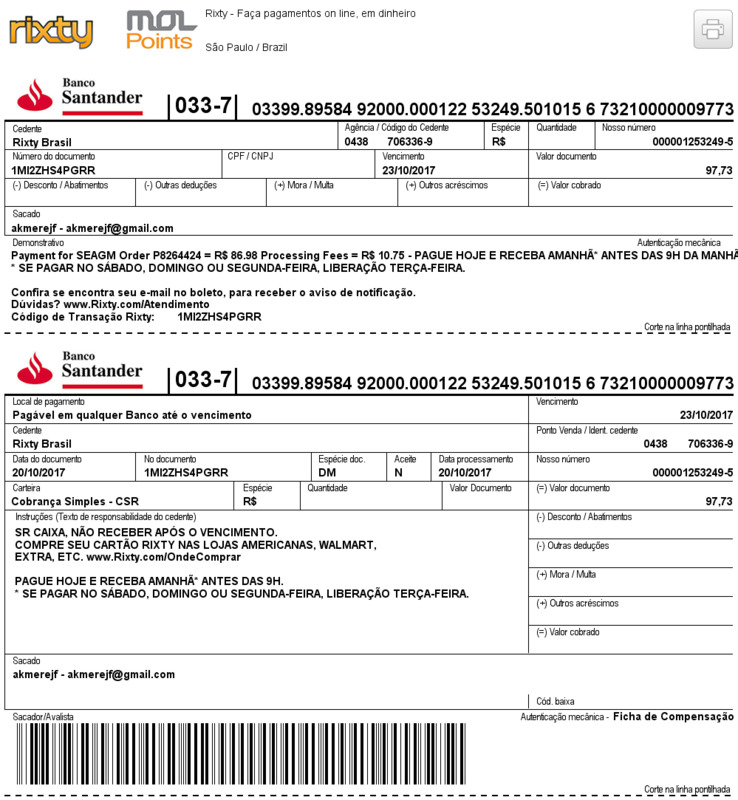 rixty
MOL Points
Rixty - Faça pagamentos on line, em dinheiro
São Paulo / Brazil
Banco Santander
033-7
03399.89584 92000.000122 53249.501015 6 73210000009773
Cedente Agência / Código do Cedente Espécie Quantidade Nosso número
Rixty Brasil 0438 706336-9 R$ 000001253249-5
Número do documento CPF / CNPJ Vencimento Valor documento
1MI2ZHS4PGRR 23/10/2017 97,73
(-) Desconto / Abatimentos (-) Outras deduções (+) Mora / Multa (+) Outros acréscimos (=) Valor cobrado
Sacado
akmerejf - akmerejf@gmail.com
Demonstrativo Autenticação mecânica
Payment for SEAGM Order P8264424 = R$ 86.98 Processing Fees = R$ 10.75 - PAGUE HOJE E RECEBA AMANHÃ* ANTES DAS 9H DA MANHÃ
* SE PAGAR NO SÁBADO, DOMINGO OU SEGUNDA-FEIRA, LIBERAÇÃO TERÇA-FEIRA.
Confira se encontra seu e-mail no boleto, para receber o aviso de notificação.
Dúvidas? www.Rixty.com/Atendimento
Código de Transação Rixty: 1MI2ZHS4PGRR
Corte na linha pontilhada
Banco Santander
033-7
03399.89584 92000.000122 53249.501015 6 73210000009773
Local de pagamento Vencimento
Pagável em qualquer Banco até o vencimento 23/10/2017
Cedente Ponto Venda / Ident. cedente
Rixty Brasil 0438 706336-9
Data do documento No documento Espécie doc. Aceite Data processamento Nosso número
20/10/2017 1MI2ZHS4PGRR DM N 20/10/2017 000001253249-5
Carteira Espécie Quantidade Valor Documento (=) Valor documento
Cobrança Simples - CSR R$ 97,73
Instruções (Texto de responsabilidade do cedente) (-) Desconto / Abatimentos
SR CAIXA, NÃO RECEBER APÓS O VENCIMENTO.
COMPRE SEU CARTÃO RIXTY NAS LOJAS AMERICANAS, WALMART,
(-) Outras deduções
EXTRA, ETC. www.Rixty.com/OndeComprar
(+) Mora / Multa
PAGUE HOJE E RECEBA AMANHÃ* ANTES DAS 9H.
* SE PAGAR NO SÁBADO, DOMINGO OU SEGUNDA-FEIRA, LIBERAÇÃO TERÇA-FEIRA.
(+) Outros acréscimos
(=) Valor cobrado
Sacado
akmerejf - akmerejf@gmail.com
Cód. baixa
Sacador/Avalista Autenticação mecânica - Ficha de Compensação
Corte na linha pontilhada